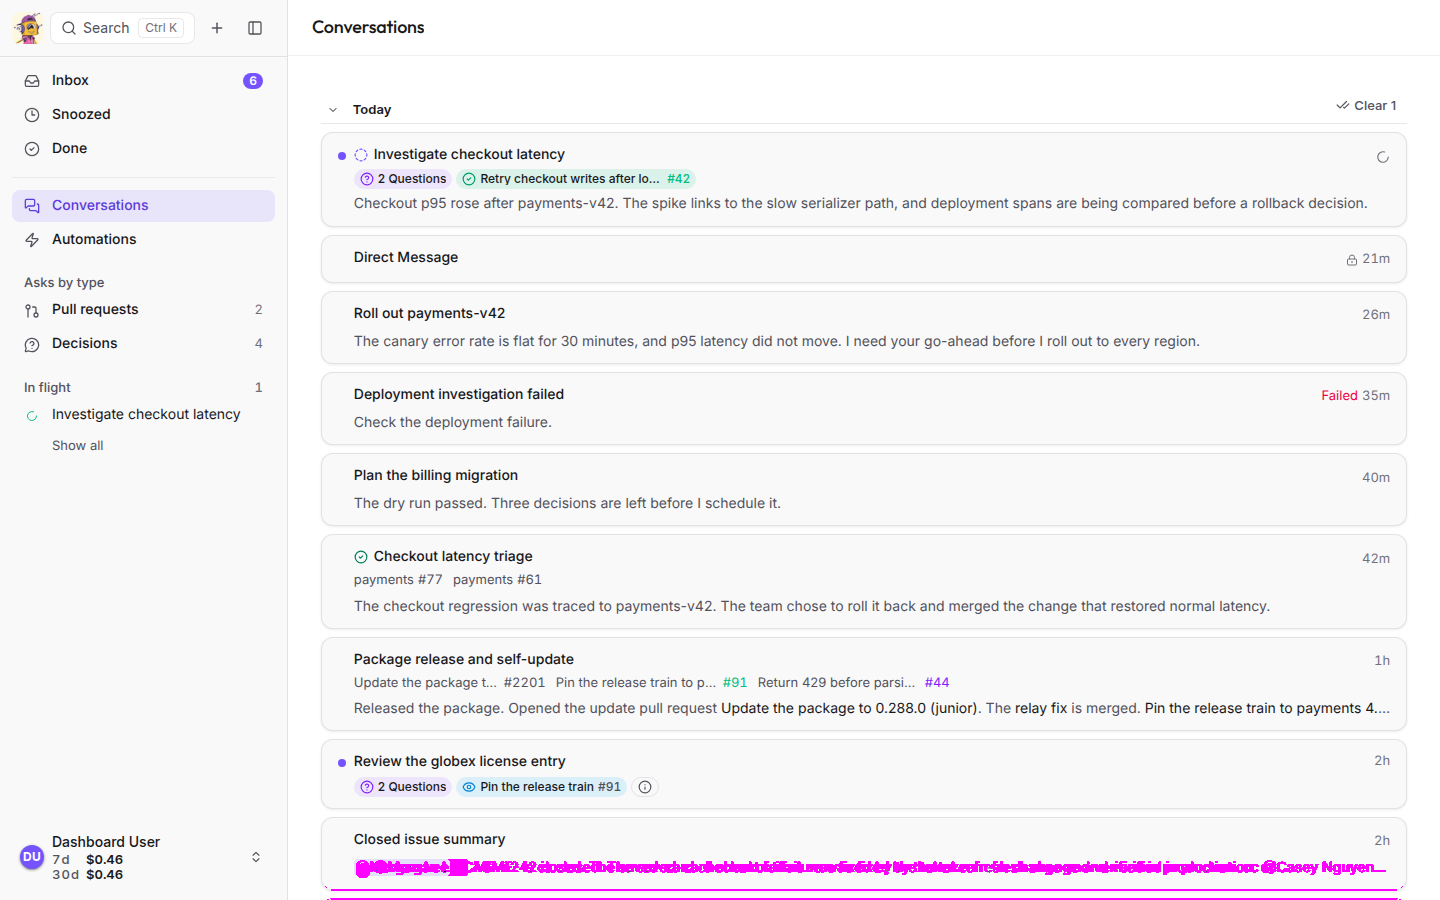 Search Ctrl K
Inbox 6
Snoozed
Done
Conversations
Automations
Asks by type
Pull requests 2
Decisions 4
In flight 1
Investigate checkout latency
Show all
DU Dashboard User
7d $0.46
30d $0.46
Conversations
Today Clear 1
Investigate checkout latency
2 Questions Retry checkout writes after lo... #42
Checkout p95 rose after payments-v42. The spike links to the slow serializer path, and deployment spans are being compared before a rollback decision.
Direct Message 21m
Roll out payments-v42 26m
The canary error rate is flat for 30 minutes, and p95 latency did not move. I need your go-ahead before I roll out to every region.
Deployment investigation failed Failed 35m
Check the deployment failure.
Plan the billing migration 40m
The dry run passed. Three decisions are left before I schedule it.
Checkout latency triage 42m
payments #77 payments #61
The checkout regression was traced to payments-v42. The team chose to roll it back and merged the change that restored normal latency.
Package release and self-update 1h
Update the package t... #2201 Pin the release train to p... #91 Return 429 before parsi... #44
Released the package. Opened the update pull request Update the package to 0.288.0 (junior). The relay fix is merged. Pin the release train to payments 4....
Review the globex license entry 2h
2 Questions Pin the release train #91
Closed issue summary 2h
@Casey Nguyen